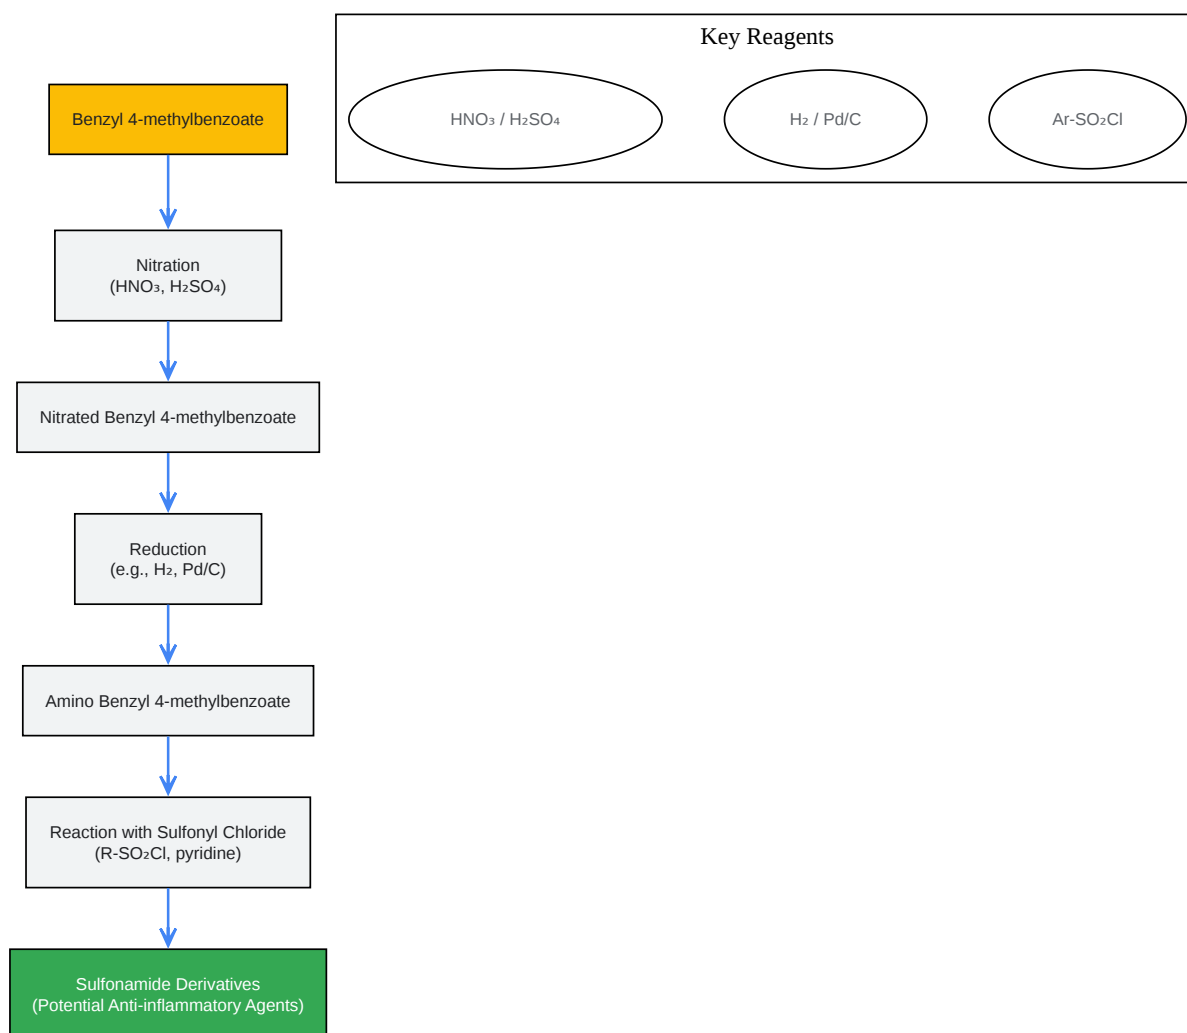 Key Reagents
HNO₃ / H₂SO₄
H₂ / Pd/C
Ar-SO₂Cl
Benzyl 4-methylbenzoate
Nitration
(HNO₃, H₂SO₄)
Nitrated Benzyl 4-methylbenzoate
Reduction
(e.g., H₂, Pd/C)
Amino Benzyl 4-methylbenzoate
Reaction with Sulfonyl Chloride
(R-SO₂Cl, pyridine)
Sulfonamide Derivatives
(Potential Anti-inflammatory Agents)